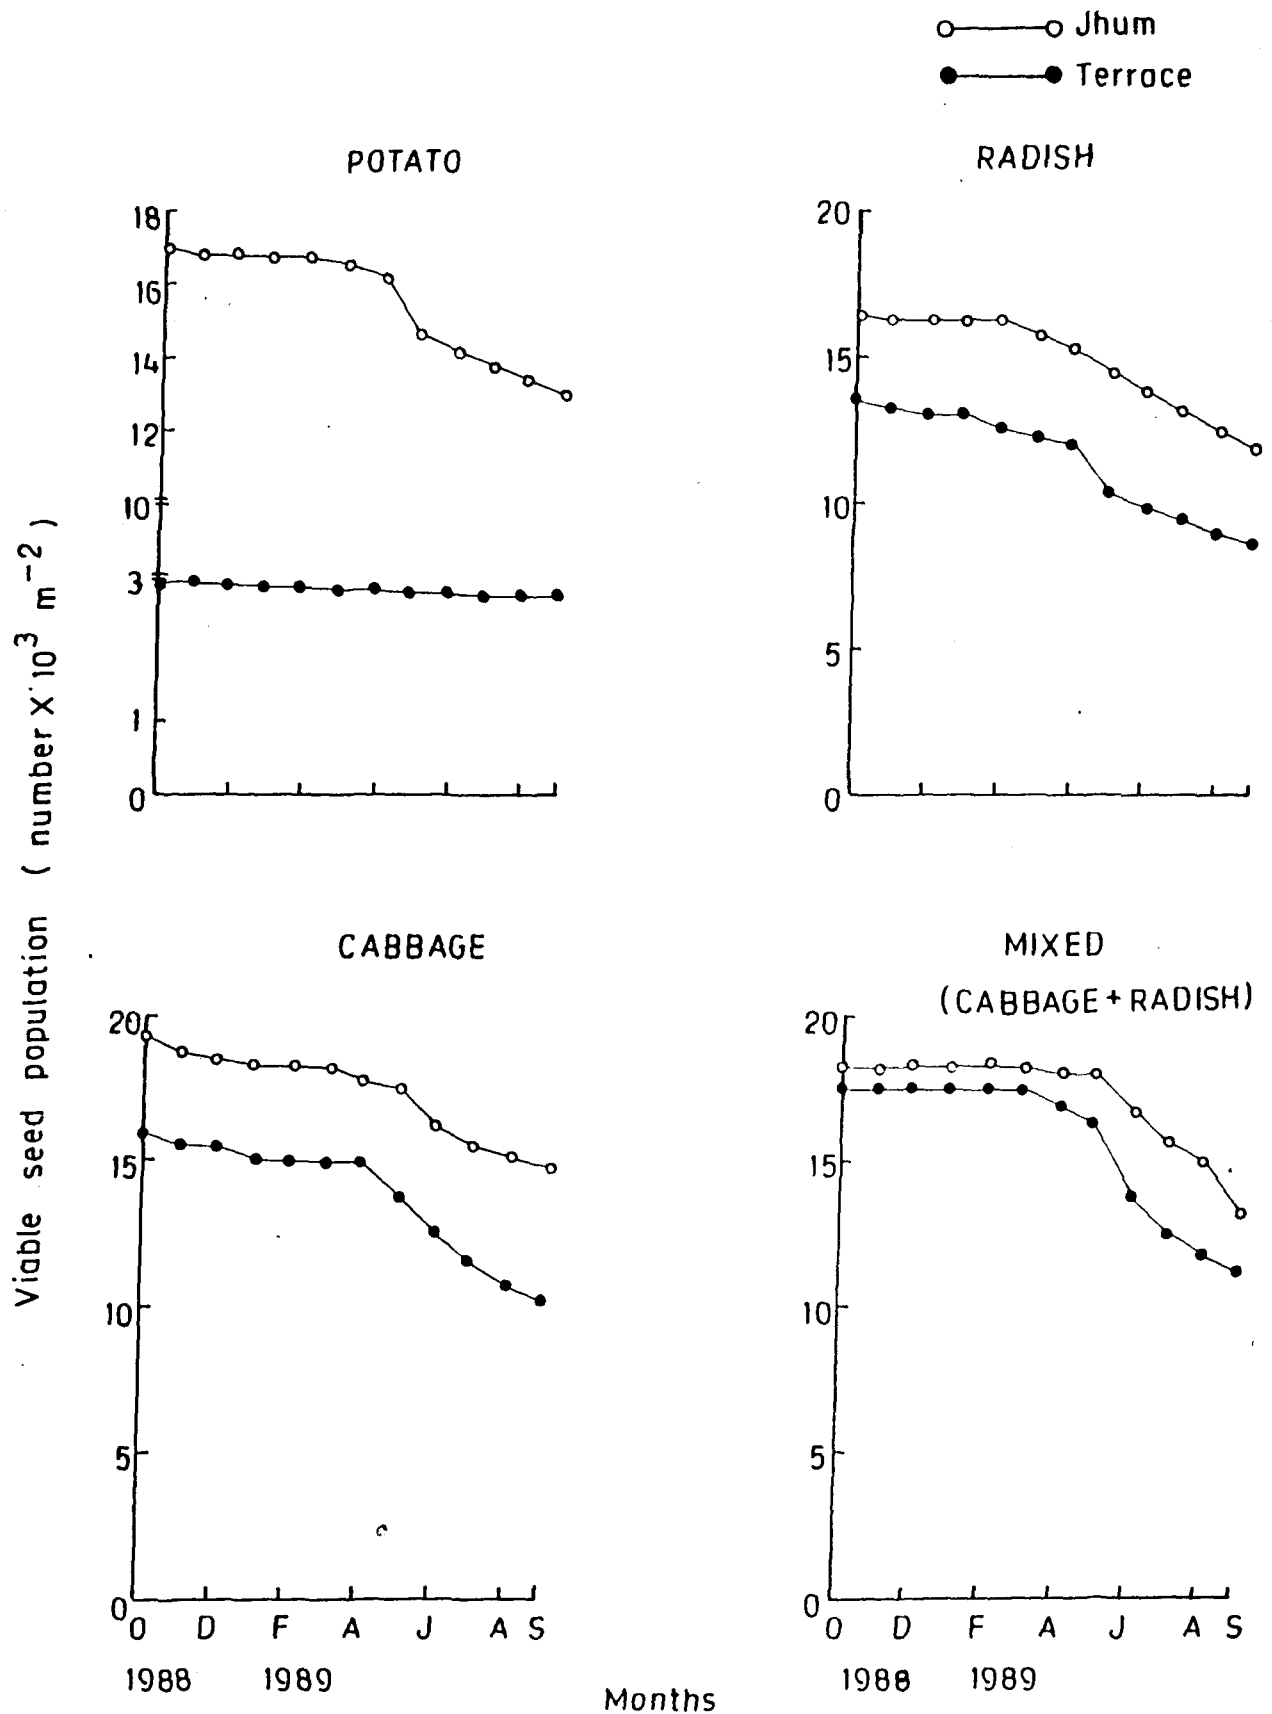 Jhum
Terrace
POTATO
18
16
14
12
10
3
1
0
RADISH
20
15
10
5
0
Viable seed population (number X 10³ m⁻²)
CABBAGE
20
15
10
5
0
O D F A J A S
1988 1989
MIXED
(CABBAGE + RADISH)
20
15
10
5
0
O D F A J A S
1988 1989
Months